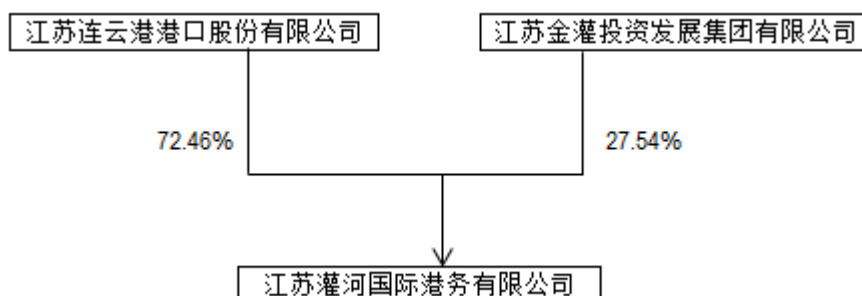 江苏连云港港口股份有限公司
江苏金灌投资发展集团有限公司
72.46%
27.54%
江苏灌河国际港务有限公司